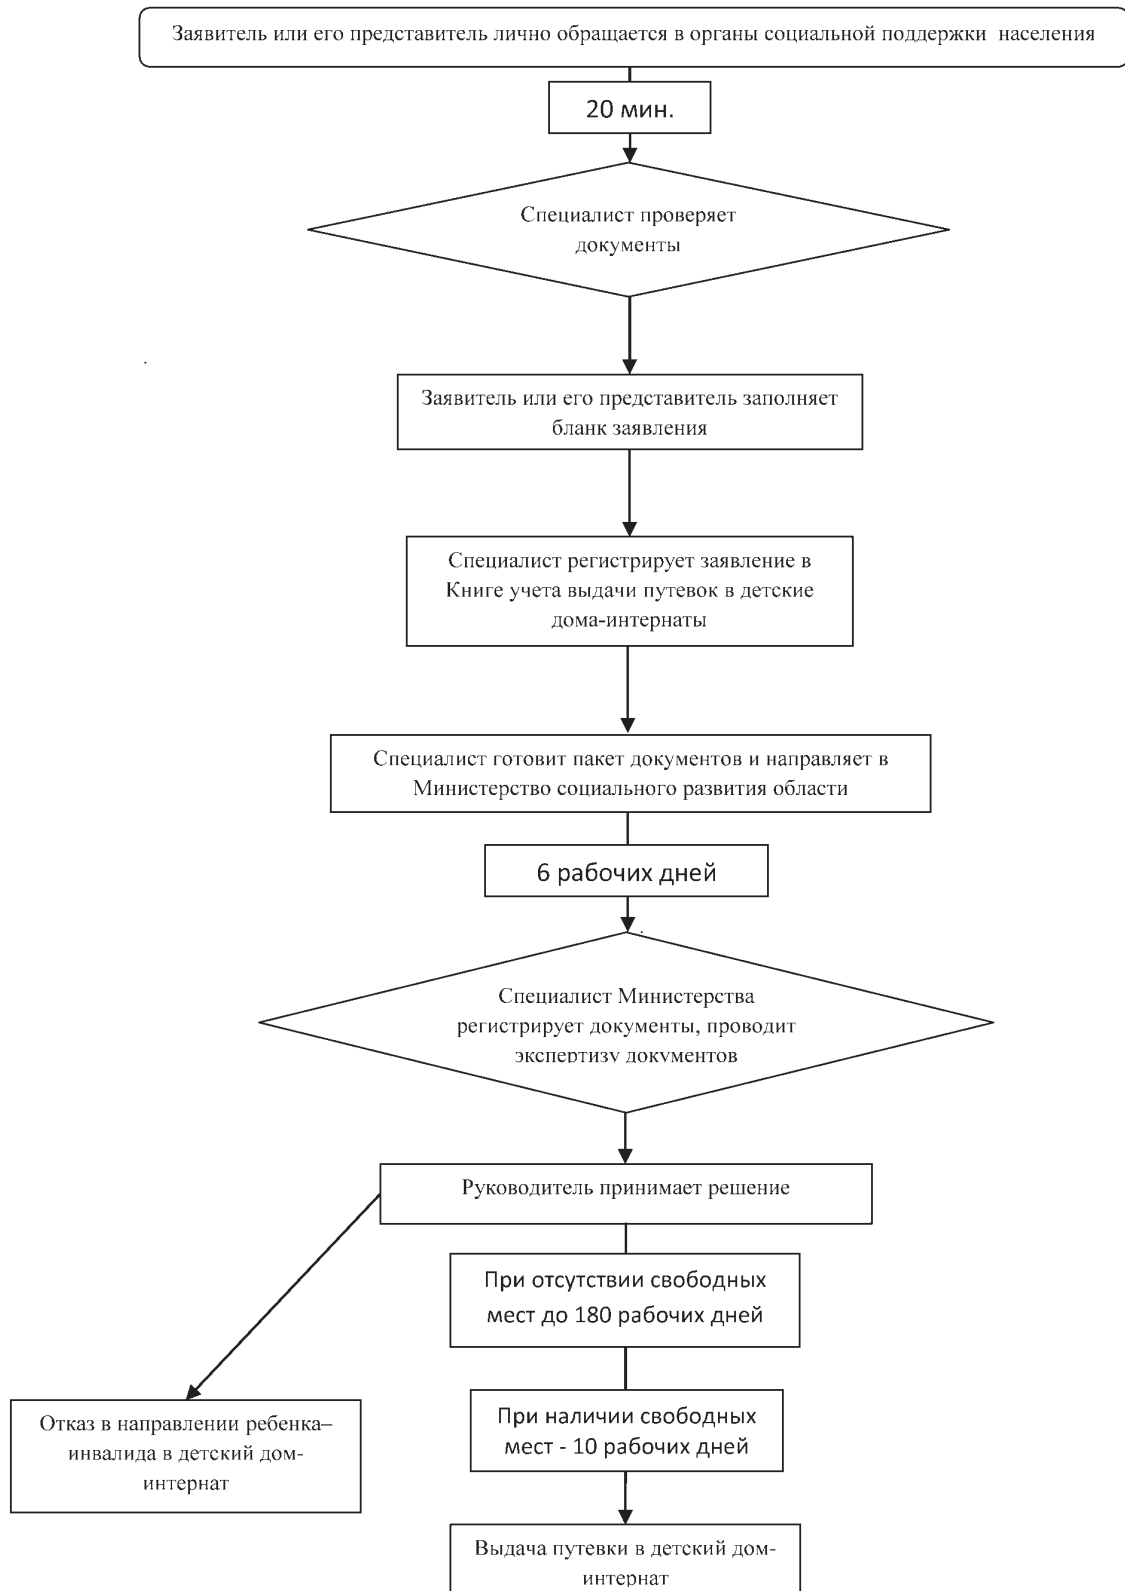 Заявитель или его представитель лично обращается в органы социальной поддержки населения
20 мин.
Специалист проверяет
документы
Заявитель или его представитель заполняет
бланк заявления
Специалист регистрирует заявление в
Книге учета выдачи путевок в детские
дома-интернаты
Специалист готовит пакет документов и направляет в
Министерство социального развития области
6 рабочих дней
Специалист Министерства
регистрирует документы, проводит
экспертизу документов
Руководитель принимает решение
При отсутствии свободных
мест до 180 рабочих дней
Отказ в направлении ребенка–
инвалида в детский дом-
интернат
При наличии свободных
мест - 10 рабочих дней
Выдача путевки в детский дом-
интернат